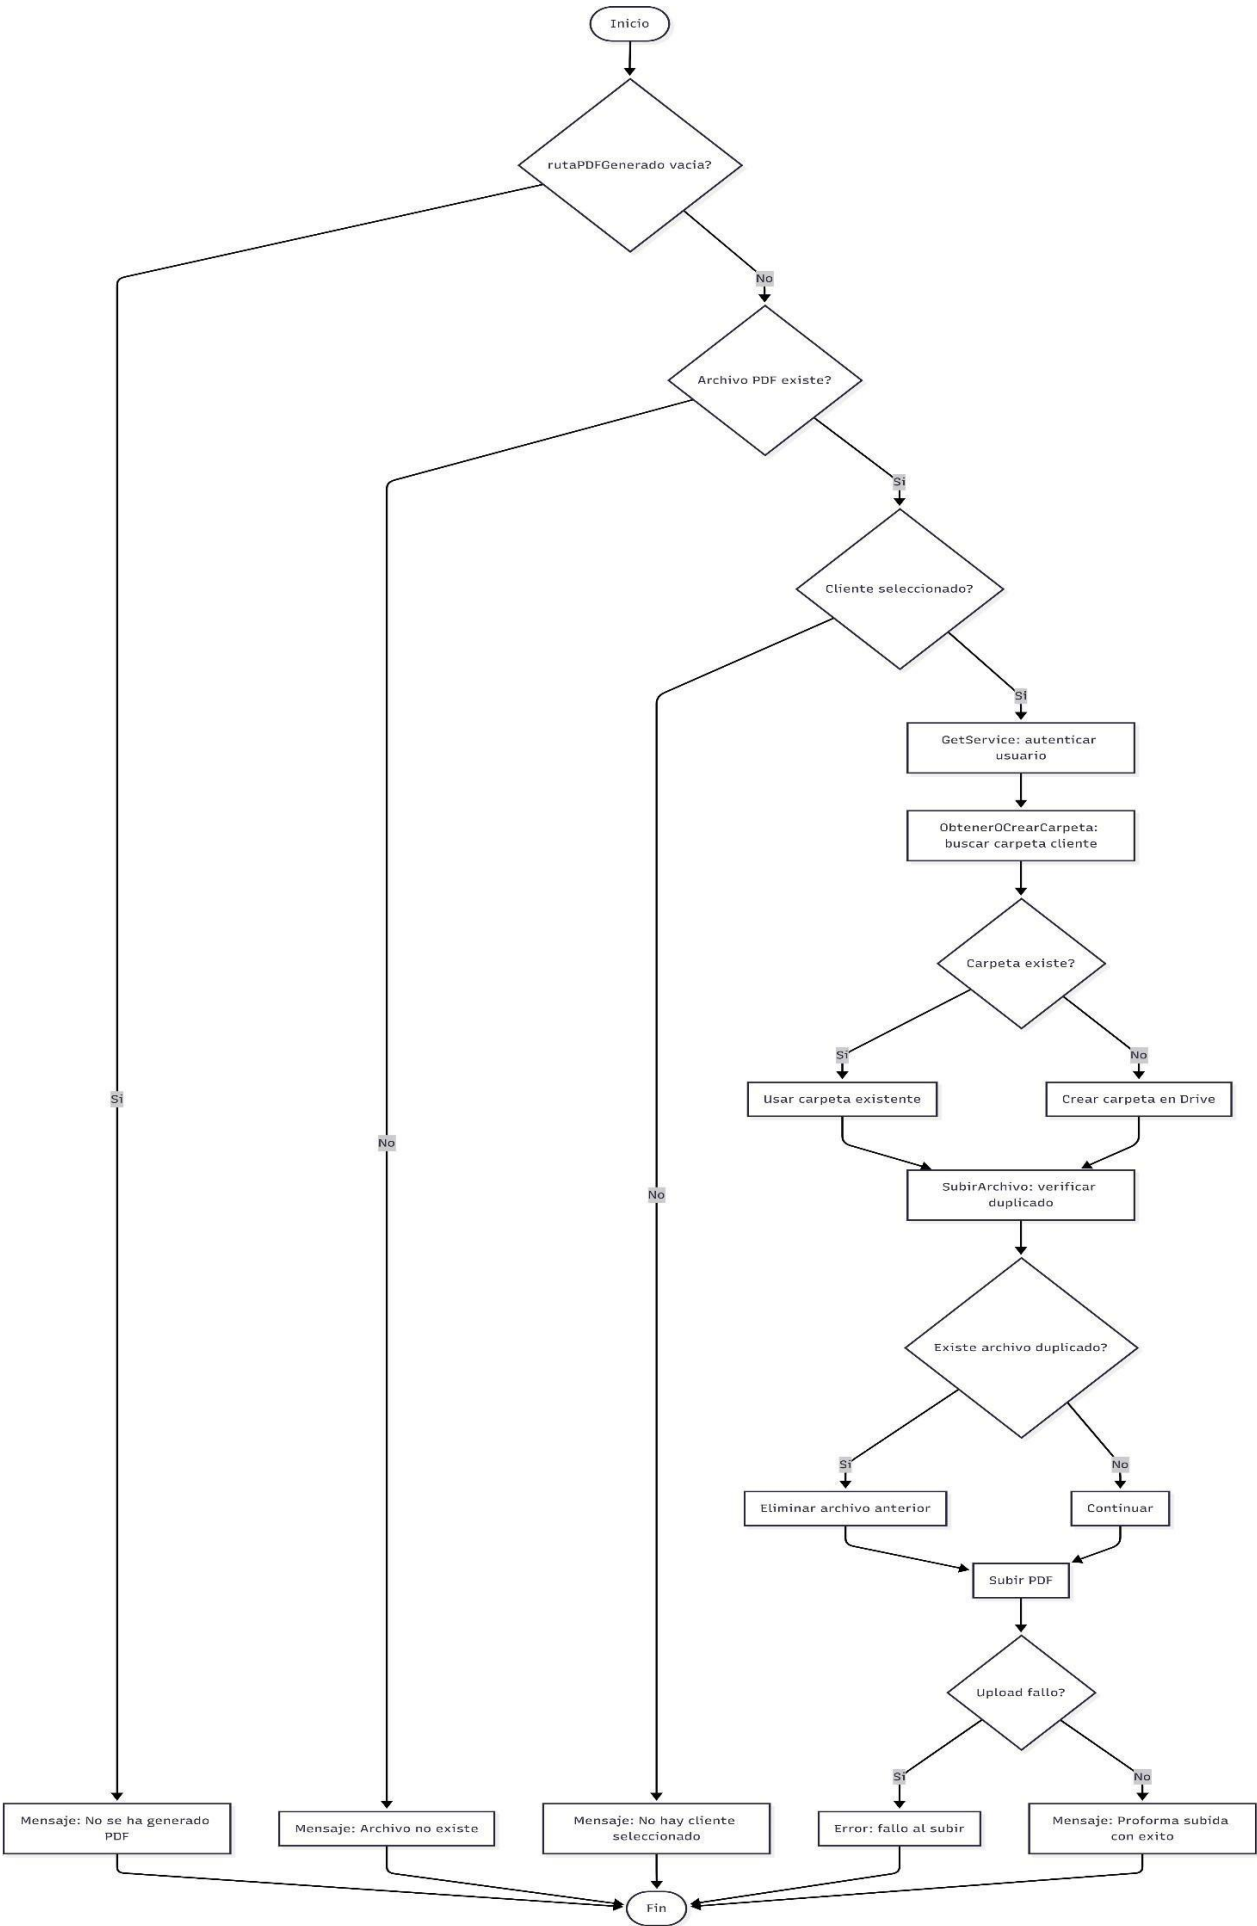 Inicio
rutaPDFGenerado vacia?
No
Archivo PDF existe?
Si
Cliente seleccionado?
Si
GetService: autenticar
usuario
ObtenerOCrearCarpeta:
buscar carpeta cliente
Carpeta existe?
Si
No
Usar carpeta existente
Crear carpeta en Drive
Si
No
No
SubirArchivo: verificar
duplicado
Existe archivo duplicado?
Si
No
Eliminar archivo anterior
Continuar
Subir PDF
Upload fallo?
Si
No
Mensaje: No se ha generado
PDF
Mensaje: Archivo no existe
Mensaje: No hay cliente
seleccionado
Error: fallo al subir
Mensaje: Proforma subida
con exito
Fin